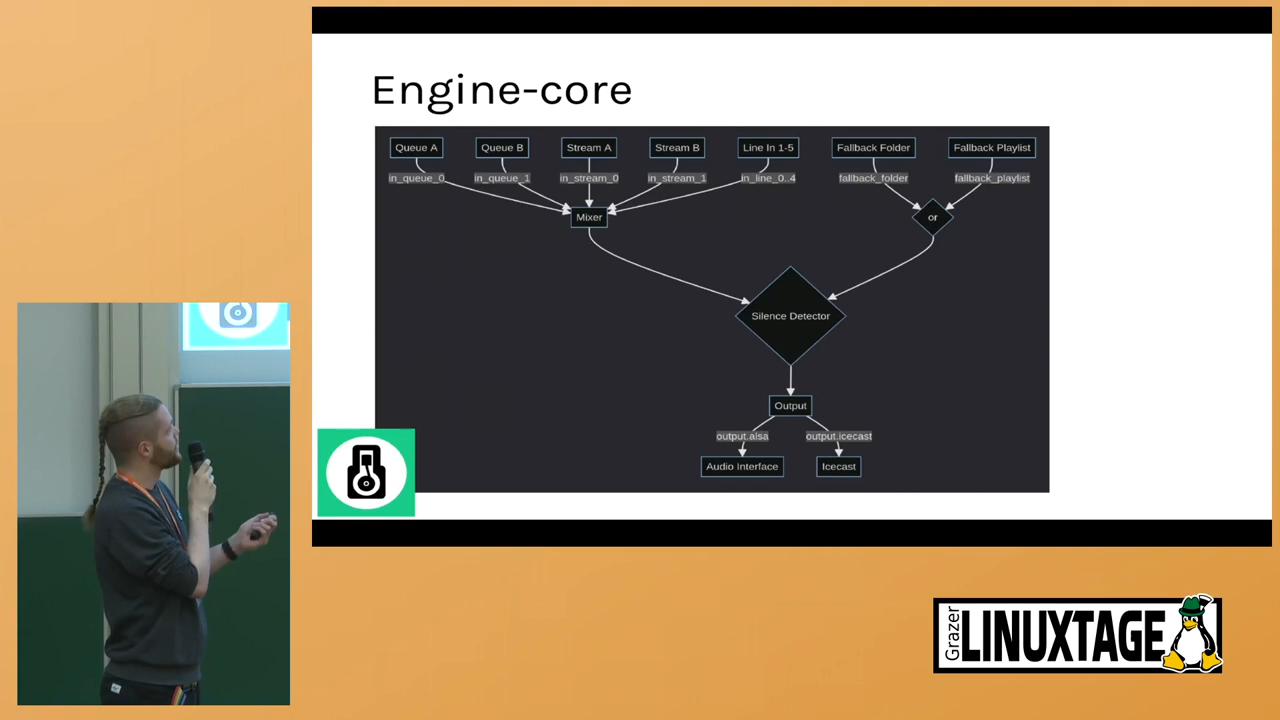 Engine-core
Queue A
Queue B
Stream A
Stream B
Line In 1-5
Fallback Folder
Fallback Playlist
in_queue_0
in_queue_1
in_stream_0
in_stream_1
in_line_0..4
fallback_folder
fallback_playlist
Mixer
or
Silence Detector
Output
output.alsa
output.icecast
Audio Interface
Icecast
Grazer
LINUXTAGE